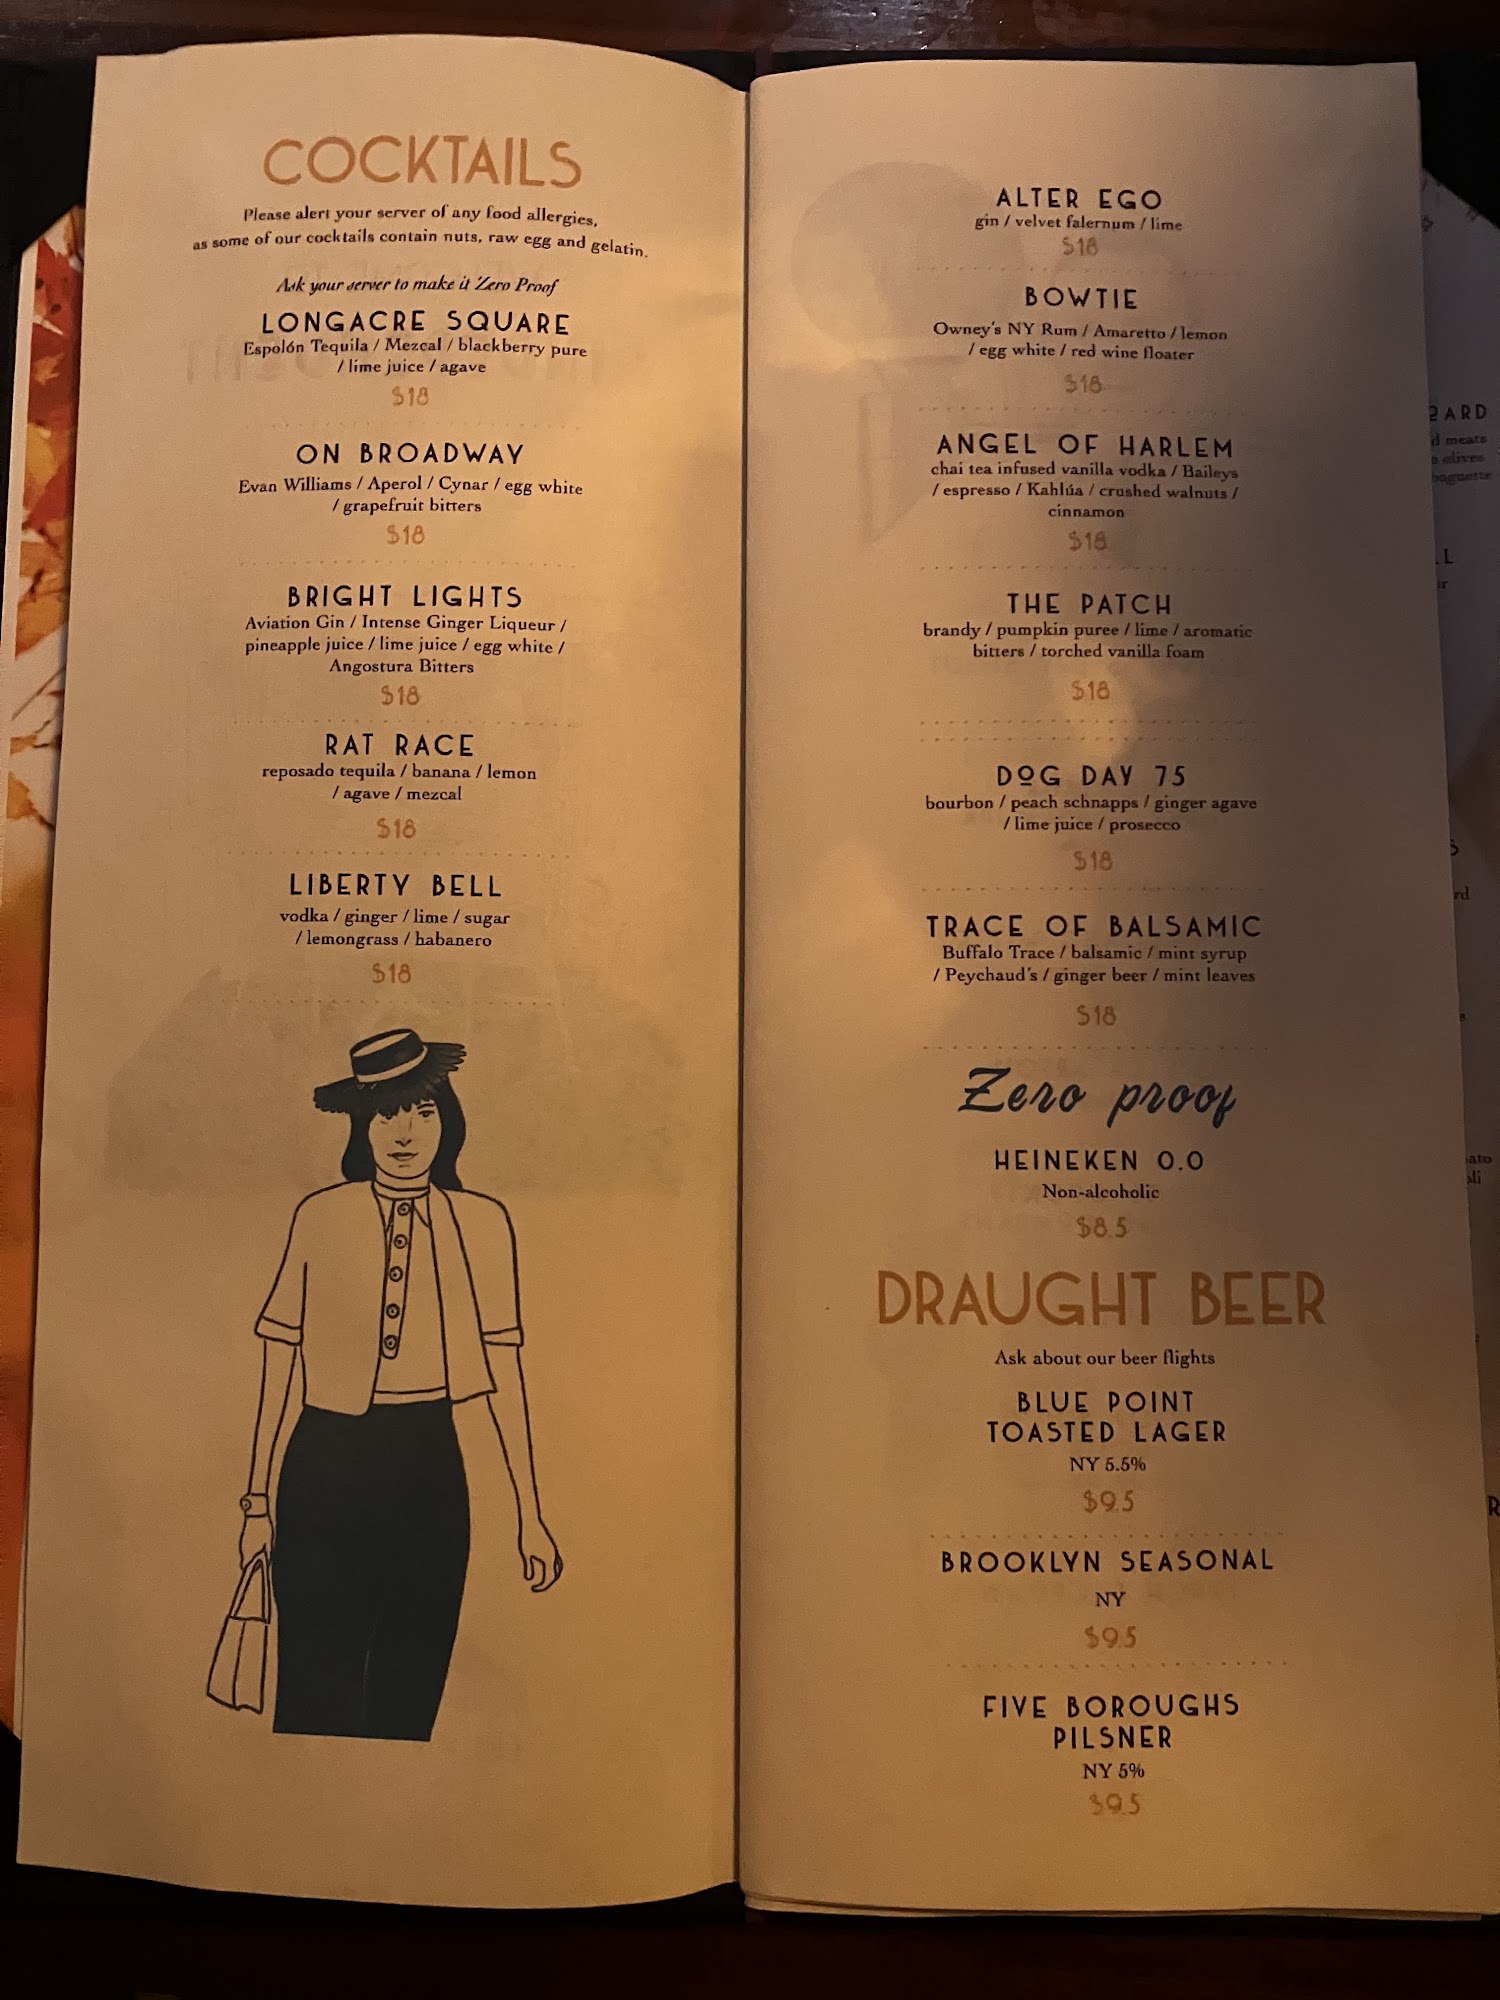 COCKTAILS
Please alert your server of any food allergies,
as some of our cocktails contain nuts, raw egg and gelatin.
Ask your server to make it Zero Proof
LONGACRE SQUARE
Espolón Tequila / Mezcal / blackberry pure
/ lime juice / agave
$18
ON BROADWAY
Evan Williams / Aperol / Cynar / egg white
/ grapefruit bitters
$18
BRIGHT LIGHTS
Aviation Gin / Intense Ginger Liqueur /
pineapple juice / lime juice / egg white /
Angostura Bitters
$18
RAT RACE
reposado tequila / banana / lemon
/ agave / mezcal
$18
LIBERTY BELL
vodka / ginger / lime / sugar
/ lemongrass / habanero
$18
ALTER EGO
gin / velvet falernum / lime
$18
BOWTIE
Owney's NY Rum / Amaretto / lemon
/ egg white / red wine floater
$18
ANGEL OF HARLEM
chai tea infused vanilla vodka / Baileys
/ espresso / Kahlúa / crushed walnuts /
cinnamon
$18
THE PATCH
brandy / pumpkin puree / lime / aromatic
bitters / torched vanilla foam
$18
DOG DAY 75
bourbon / peach schnapps / ginger agave
/ lime juice / prosecco
$18
TRACE OF BALSAMIC
Buffalo Trace / balsamic / mint syrup
/ Peychaud's / ginger beer / mint leaves
$18
Zero proof
HEINEKEN 0.0
Non-alcoholic
$8.5
DRAUGHT BEER
Ask about our beer flights
BLUE POINT
TOASTED LAGER
NY 5.5%
$9.5
BROOKLYN SEASONAL
NY
$9.5
FIVE BOROUGHS
PILSNER
NY 5%
$9.5
meats
olives
baguette